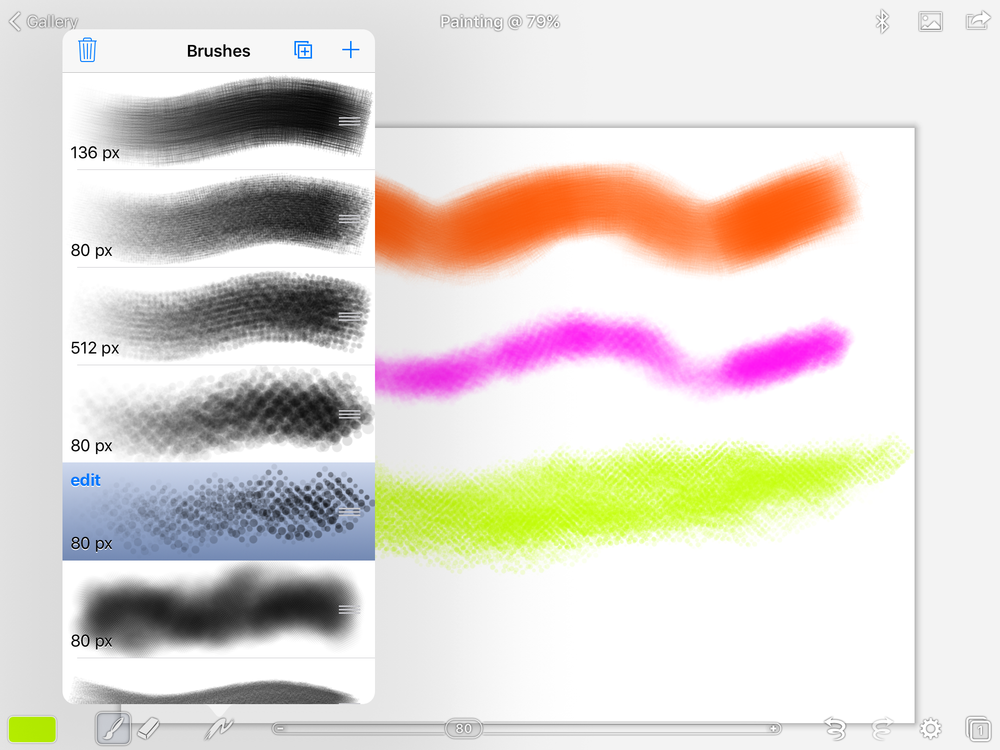 Gallery
Painting @ 79%
Brushes
136 px
80 px
512 px
80 px
edit
80 px
80 px
80
1